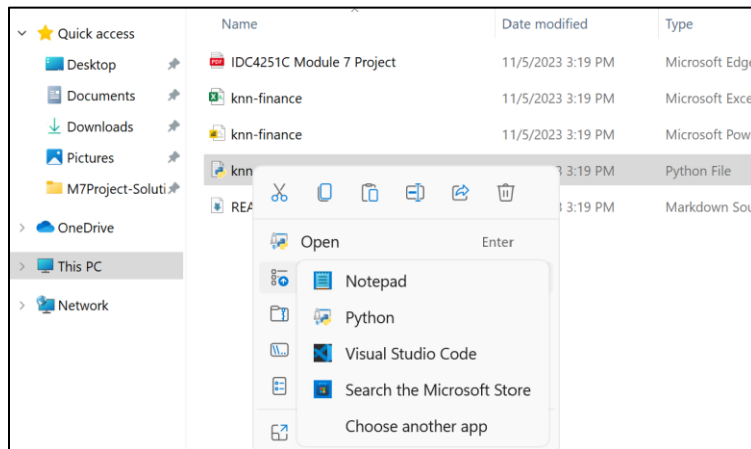 Name Date modified Type
Quick access
Desktop
Documents
Downloads
Pictures
M7Project-Soluti
OneDrive
This PC
Network
PDF IDC4251C Module 7 Project 11/5/2023 3:19 PM Microsoft Edge
knn-finance 11/5/2023 3:19 PM Microsoft Exce
knn-finance 11/5/2023 3:19 PM Microsoft Pow
knn 3:19 PM Python File
REA 3:19 PM Markdown Sou
Open Enter
Notepad
Python
Visual Studio Code
Search the Microsoft Store
Choose another app